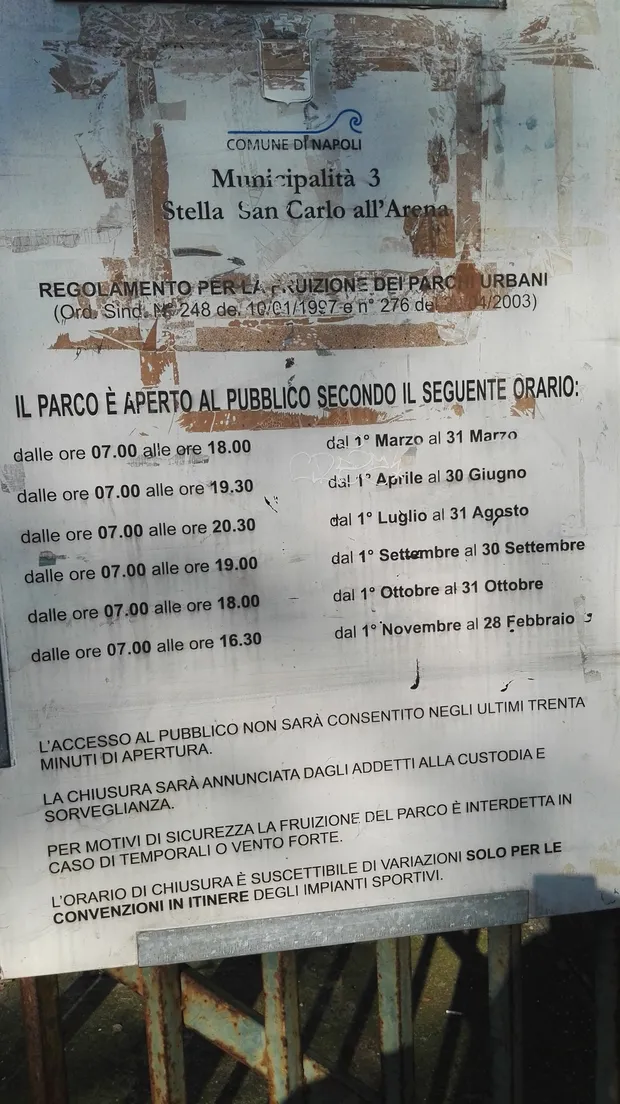 COMUNE DI NAPOLI
Municipalità 3
Stella San Carlo all'Arena
REGOLAMENTO PER LA FRUIZIONE DEI PARCHI URBANI
(Ord. Sind. N° 248 del 10/01/1997 e n° 276 del 04/2003)
IL PARCO È APERTO AL PUBBLICO SECONDO IL SEGUENTE ORARIO:
dalle ore 07.00 alle ore 18.00 dal 1° Marzo al 31 Marzo
dalle ore 07.00 alle ore 19.30 dal 1° Aprile al 30 Giugno
dalle ore 07.00 alle ore 20.30 dal 1° Luglio al 31 Agosto
dalle ore 07.00 alle ore 19.00 dal 1° Settembre al 30 Settembre
dalle ore 07.00 alle ore 18.00 dal 1° Ottobre al 31 Ottobre
dalle ore 07.00 alle ore 16.30 dal 1° Novembre al 28 Febbraio
L'ACCESSO AL PUBBLICO NON SARÀ CONSENTITO NEGLI ULTIMI TRENTA
MINUTI DI APERTURA.
LA CHIUSURA SARÀ ANNUNCIATA DAGLI ADDETTI ALLA CUSTODIA E
SORVEGLIANZA.
PER MOTIVI DI SICUREZZA LA FRUIZIONE DEL PARCO È INTERDETTA IN
CASO DI TEMPORALI O VENTO FORTE.
L'ORARIO DI CHIUSURA È SUSCETTIBILE DI VARIAZIONI SOLO PER LE
CONVENZIONI IN ITINERE DEGLI IMPIANTI SPORTIVI.